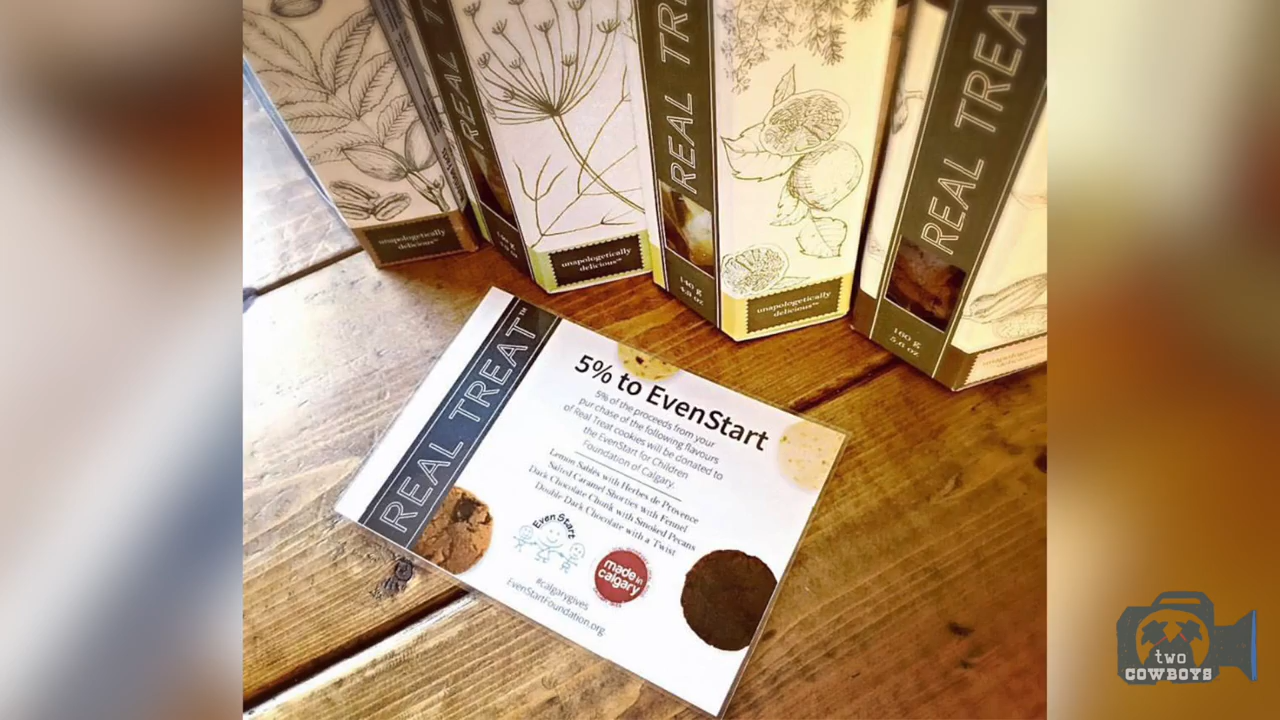 REAL TREAT
REAL TR
REAL TREA
unapologetically
delicious™
unapologetically
delicious™
140 g
4.8 oz
unapologetically
delicious™
160 g
5.6 oz
unapologetically
REAL TREAT™
5% to EvenStart
5% of the proceeds from your
purchase of the following flavours
of Real Treat cookies will be donated to
the EvenStart for Children
Foundation of Calgary.
Lemon Sablés with Herbes de Provence
Salted Caramel Shorties with Fennel
Dark Chocolate Chunk with Smoked Pecans
Double Dark Chocolate with a Twist
Even Start
made in
calgary
#calgarygives
EvenStartFoundation.org
two
COWBOYS